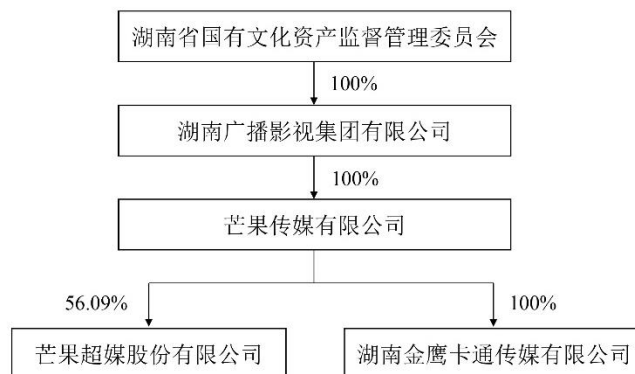 湖南省国有文化资产监督管理委员会
100%
湖南广播影视集团有限公司
100%
芒果传媒有限公司
56.09%
100%
芒果超媒股份有限公司
湖南金鹰卡通传媒有限公司